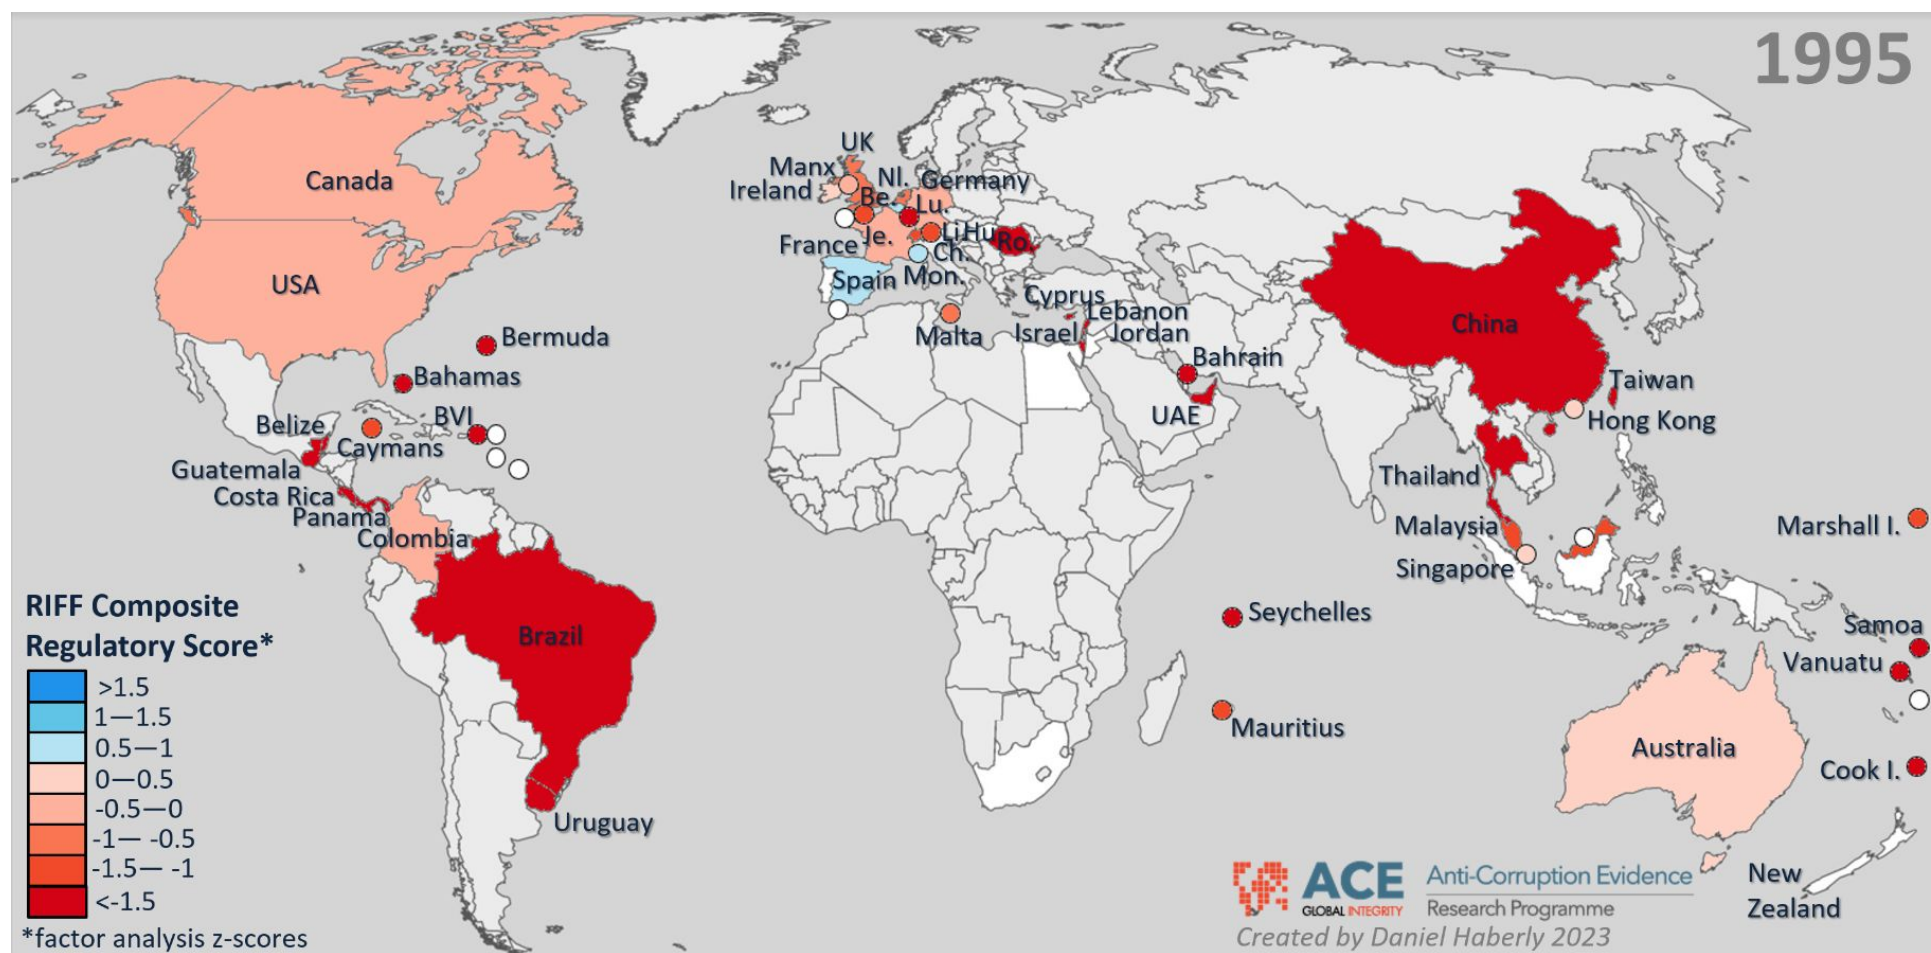 1995
UK
Manx
Nl.
Germany
Ireland
Be.
Lu.
Canada
Je.
Li.
Hu.
Ro.
France
Ch.
USA
Spain
Mon.
Cyprus
Lebanon
China
Bermuda
Malta
Israel
Jordan
Bahrain
Bahamas
Taiwan
UAE
Hong Kong
Belize
BVI
Caymans
Guatemala
Thailand
Costa Rica
Panama
Malaysia
Marshall I.
Colombia
Singapore
Seychelles
Samoa
Brazil
Vanuatu
Mauritius
Australia
Cook I.
Uruguay
New
Zealand
RIFF Composite
Regulatory Score*
>1.5
1—1.5
0.5—1
0—0.5
-0.5—0
-1— -0.5
-1.5— -1
<-1.5
*factor analysis z-scores
ACE
GLOBAL INTEGRITY
Anti-Corruption Evidence
Research Programme
Created by Daniel Haberly 2023